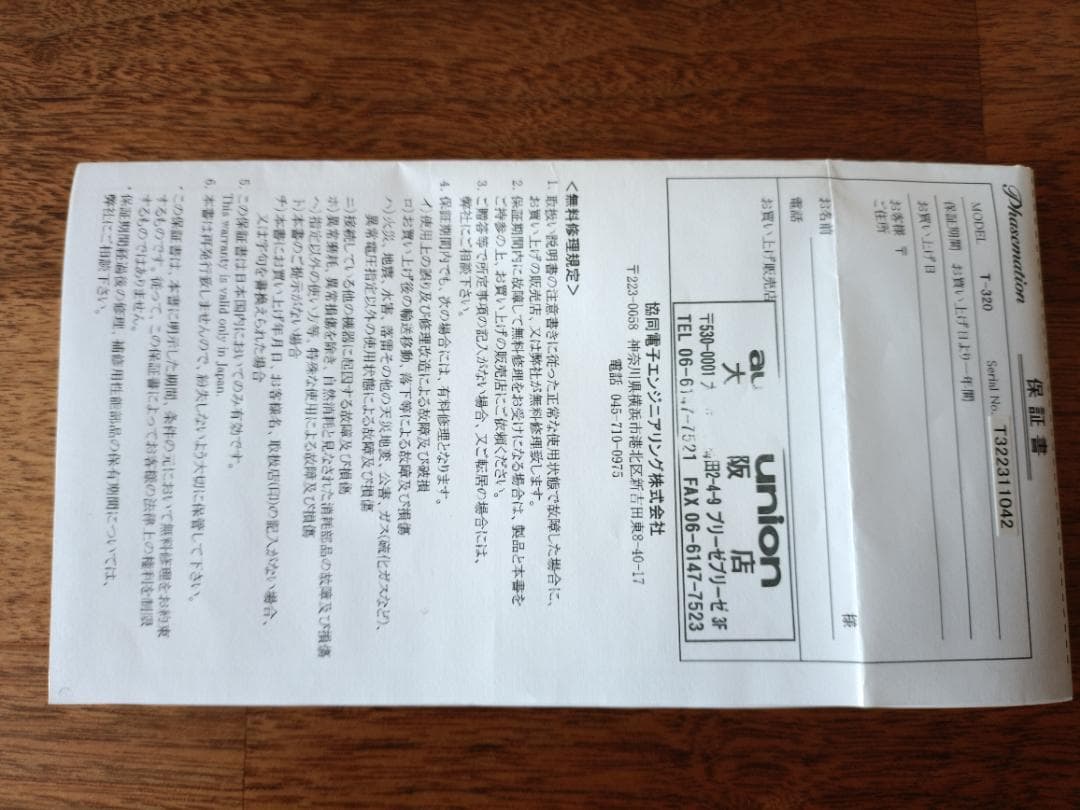 保証書
Phasemation
MODEL T-320 Serial No. T32231​1042
保証期間 お買い上げ日より一年間
お買い上げ日
お客様 〒
ご住所
お名前 様
電話
お買い上げ販売店
au union
大阪店
〒530-0001 田2-4-9 ブリーゼブリーゼ 3F
TEL 06-6147-7521 FAX 06-6147-7523
協同電子エンジニアリング株式会社
〒223-0058 神奈川県横浜市港北区新吉田東8-40-17
電話 045-710-0975
<無料修理規定>
1. 取扱い説明書の注意書きに従った正常な使用状態で故障した場合に、
お買い上げの販売店、又は弊社が無料修理致します。
2. 保証期間内に故障して無料修理をお受けになる場合は、製品と本書を
ご持参の上、お買い上げの販売店にご依頼ください。
3. ご贈答等で所定事項の記入がない場合、又ご転居の場合には、
弊社にご相談下さい。
4. 保証期間内でも、次の場合には、有料修理となります。
イ)使用上の誤り及び修理改造による故障及び破損
ロ)お買い上げ後の輸送移動、落下等による故障及び損傷
ハ)火災、地震、水害、落雷その他の天災地変、公害、ガス(硫化ガスなど)、
異常電圧指定以外の使用状態による故障及び損傷
ニ)接続している他の機器に起因する故障及び損傷
ホ)異常摩耗、異常損傷を除き、自然消耗と見なされた消耗部品の故障及び損傷
ヘ)指定以外の使い方等、特殊な使用による故障及び損傷
ト)本書のご提示がない場合
チ)本書にお買い上げ年月日、お客様名、取扱店(印)の記入がない場合、
又は字句を書換えられた場合
5. この保証書は日本国内においてのみ有効です。
This warranty is valid only in Japan.
6. 本書は再発行致しませんので、紛失しないよう大切に保管して下さい。
・この保証書は、本書に明示した期間、条件の元において無料修理をお約束
するものです。従って、この保証書によってお客様の法律上の権利を制限
するものではありません。
・保証期間経過後の修理、補修用性能部品の保有期間については、
弊社にご相談下さい。